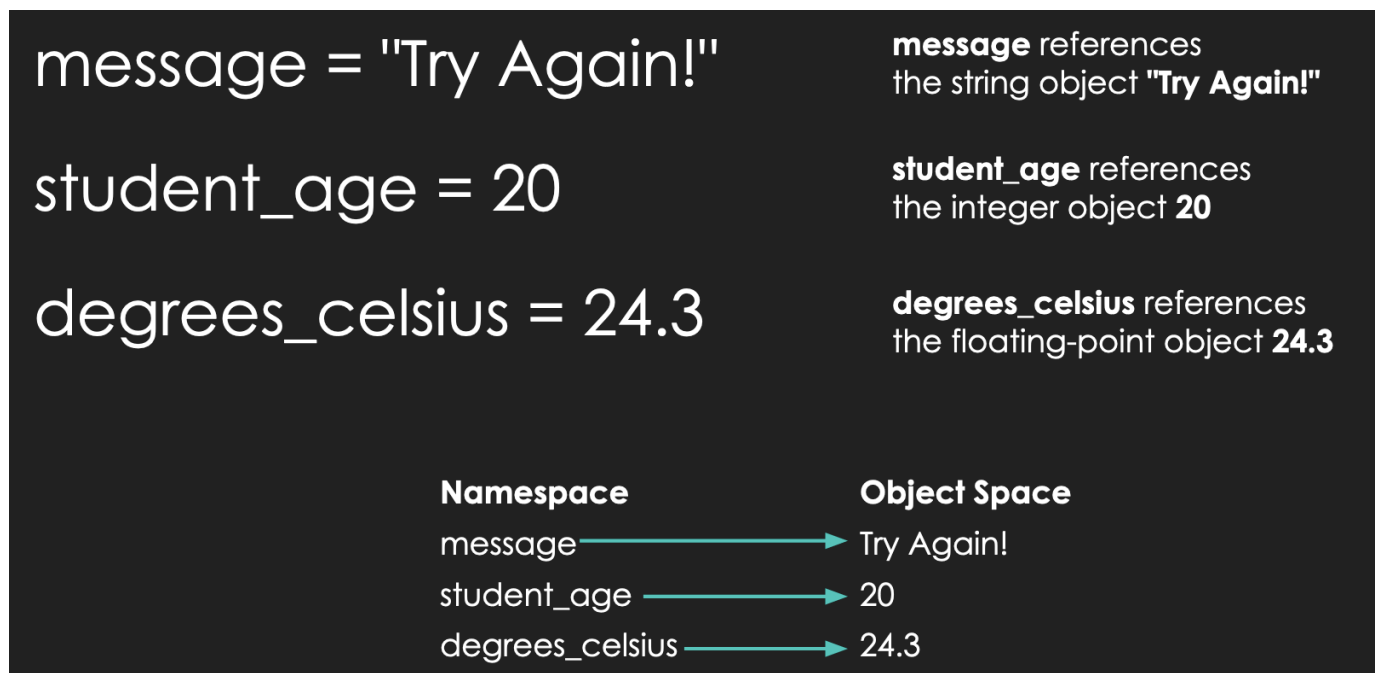 message = "Try Again!"
message references
the string object "Try Again!"
student_age = 20
student_age references
the integer object 20
degrees_celsius = 24.3
degrees_celsius references
the floating-point object 24.3
Namespace Object Space
message Try Again!
student_age 20
degrees_celsius 24.3